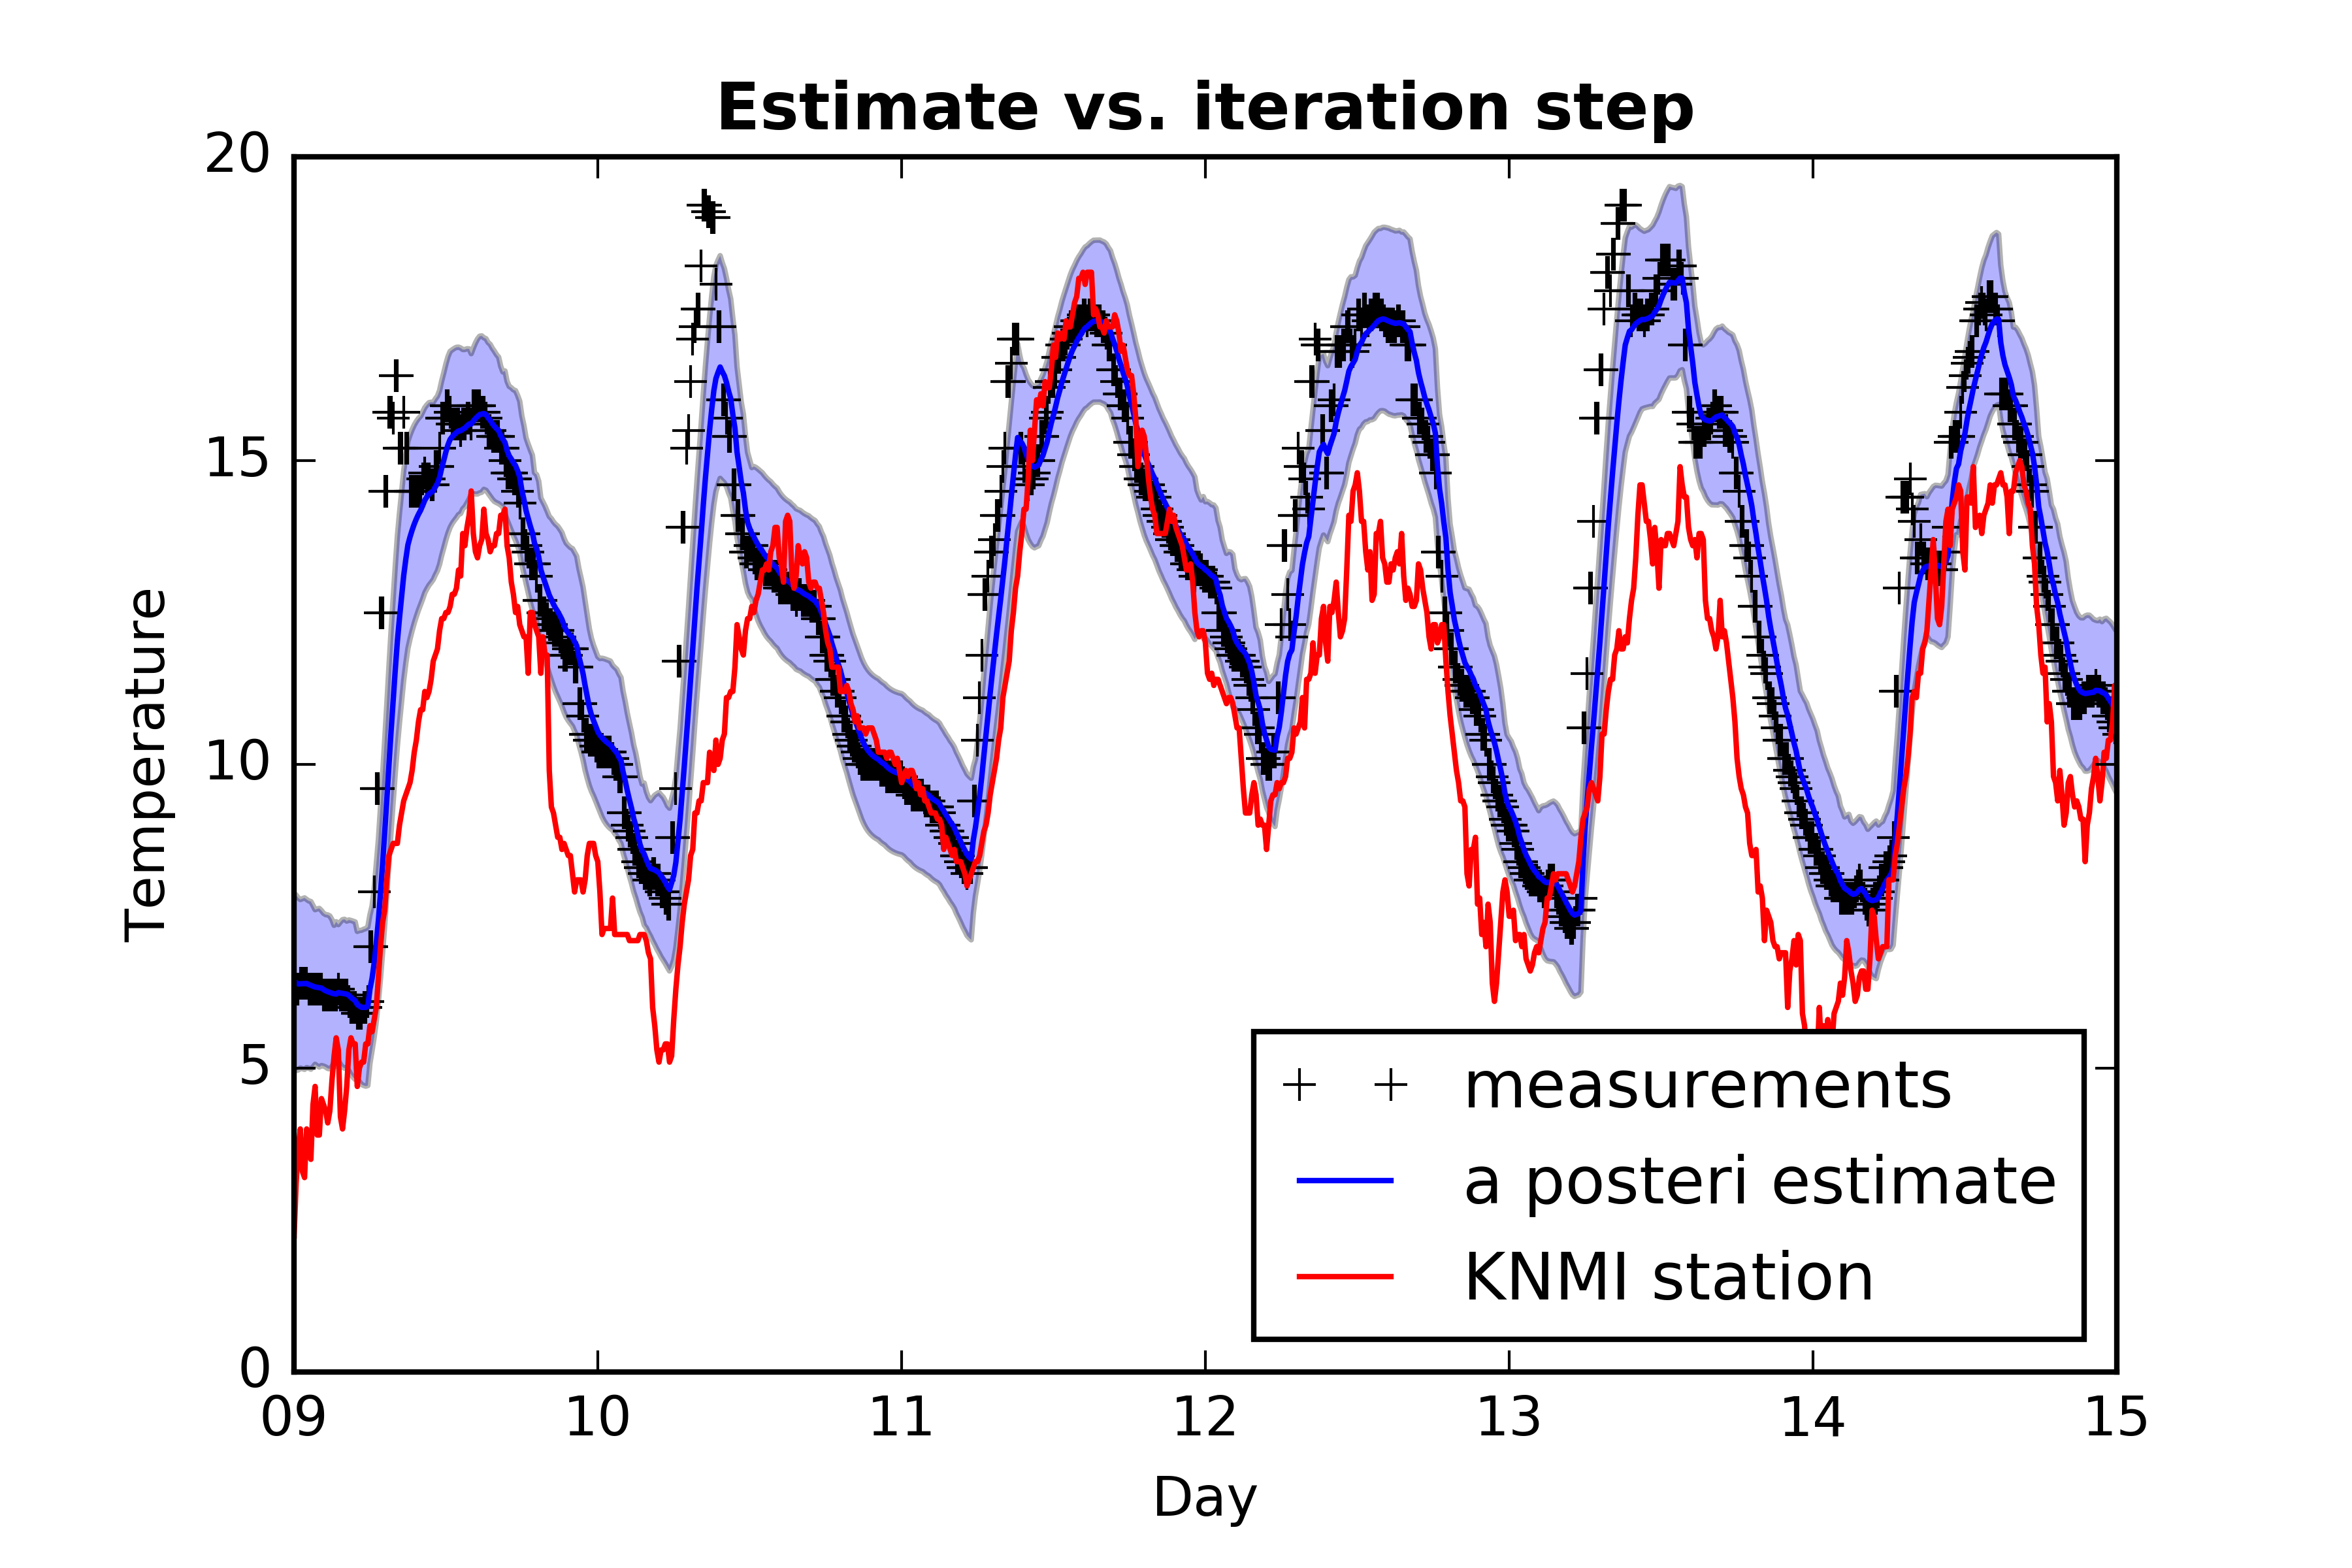 Estimate vs. iteration step
20
15
10
5
0
Temperature
09 10 11 12 13 14 15
Day
measurements
a posteri estimate
KNMI station